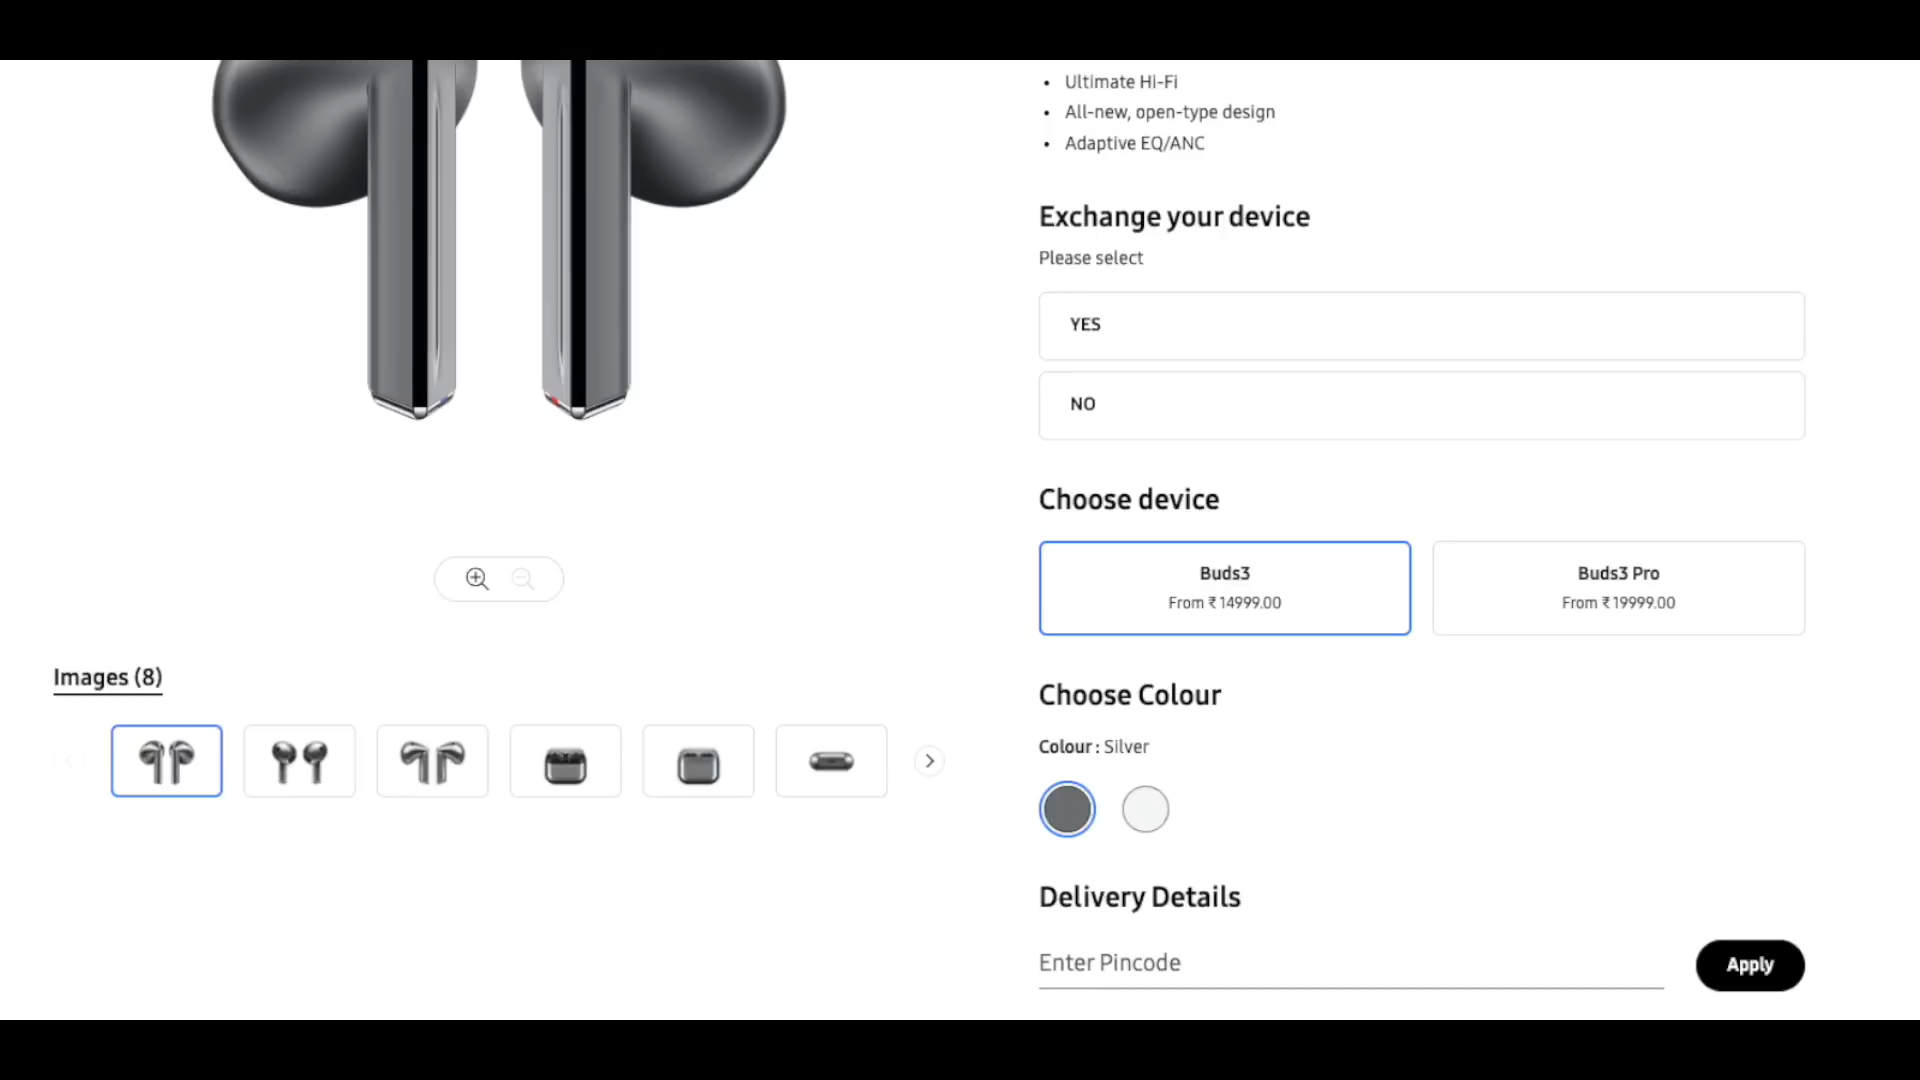 Ultimate Hi-Fi
All-new, open-type design
Adaptive EQ/ANC
Exchange your device
Please select
YES
NO
Choose device
Buds3
From ₹ 14999.00
Buds3 Pro
From ₹ 19999.00
Images (8)
Choose Colour
Colour : Silver
Delivery Details
Enter Pincode
Apply